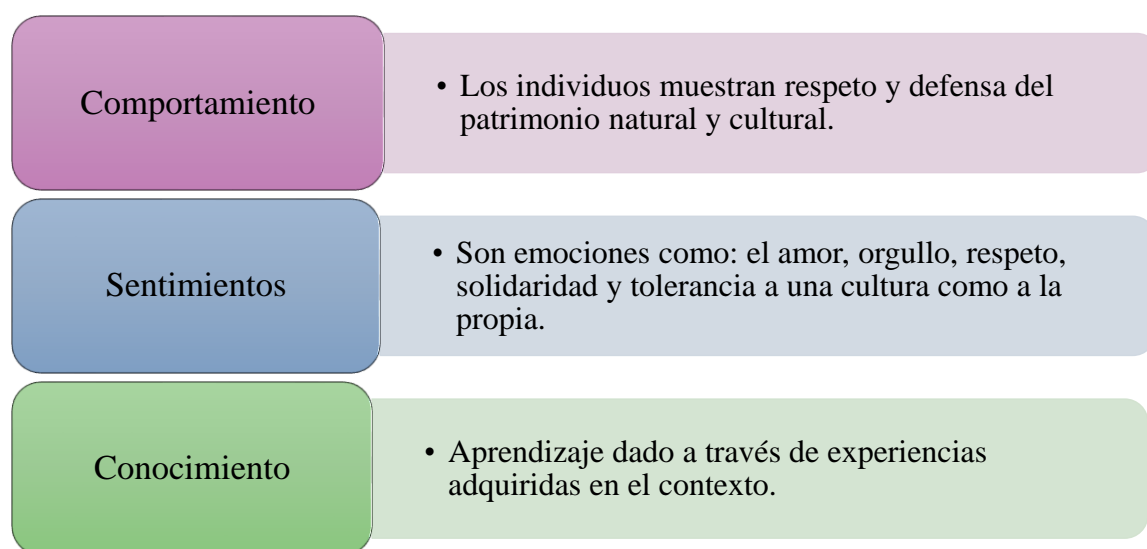 Comportamiento
• Los individuos muestran respeto y defensa del
patrimonio natural y cultural.
Sentimientos
• Son emociones como: el amor, orgullo, respeto,
solidaridad y tolerancia a una cultura como a la
propia.
Conocimiento
• Aprendizaje dado a través de experiencias
adquiridas en el contexto.